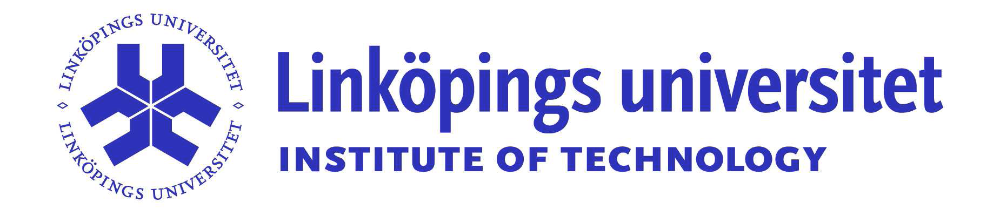 LINKÖPINGS UNIVERSITET
LINKÖPINGS UNIVERSITET
Linköpings universitet
INSTITUTE OF TECHNOLOGY